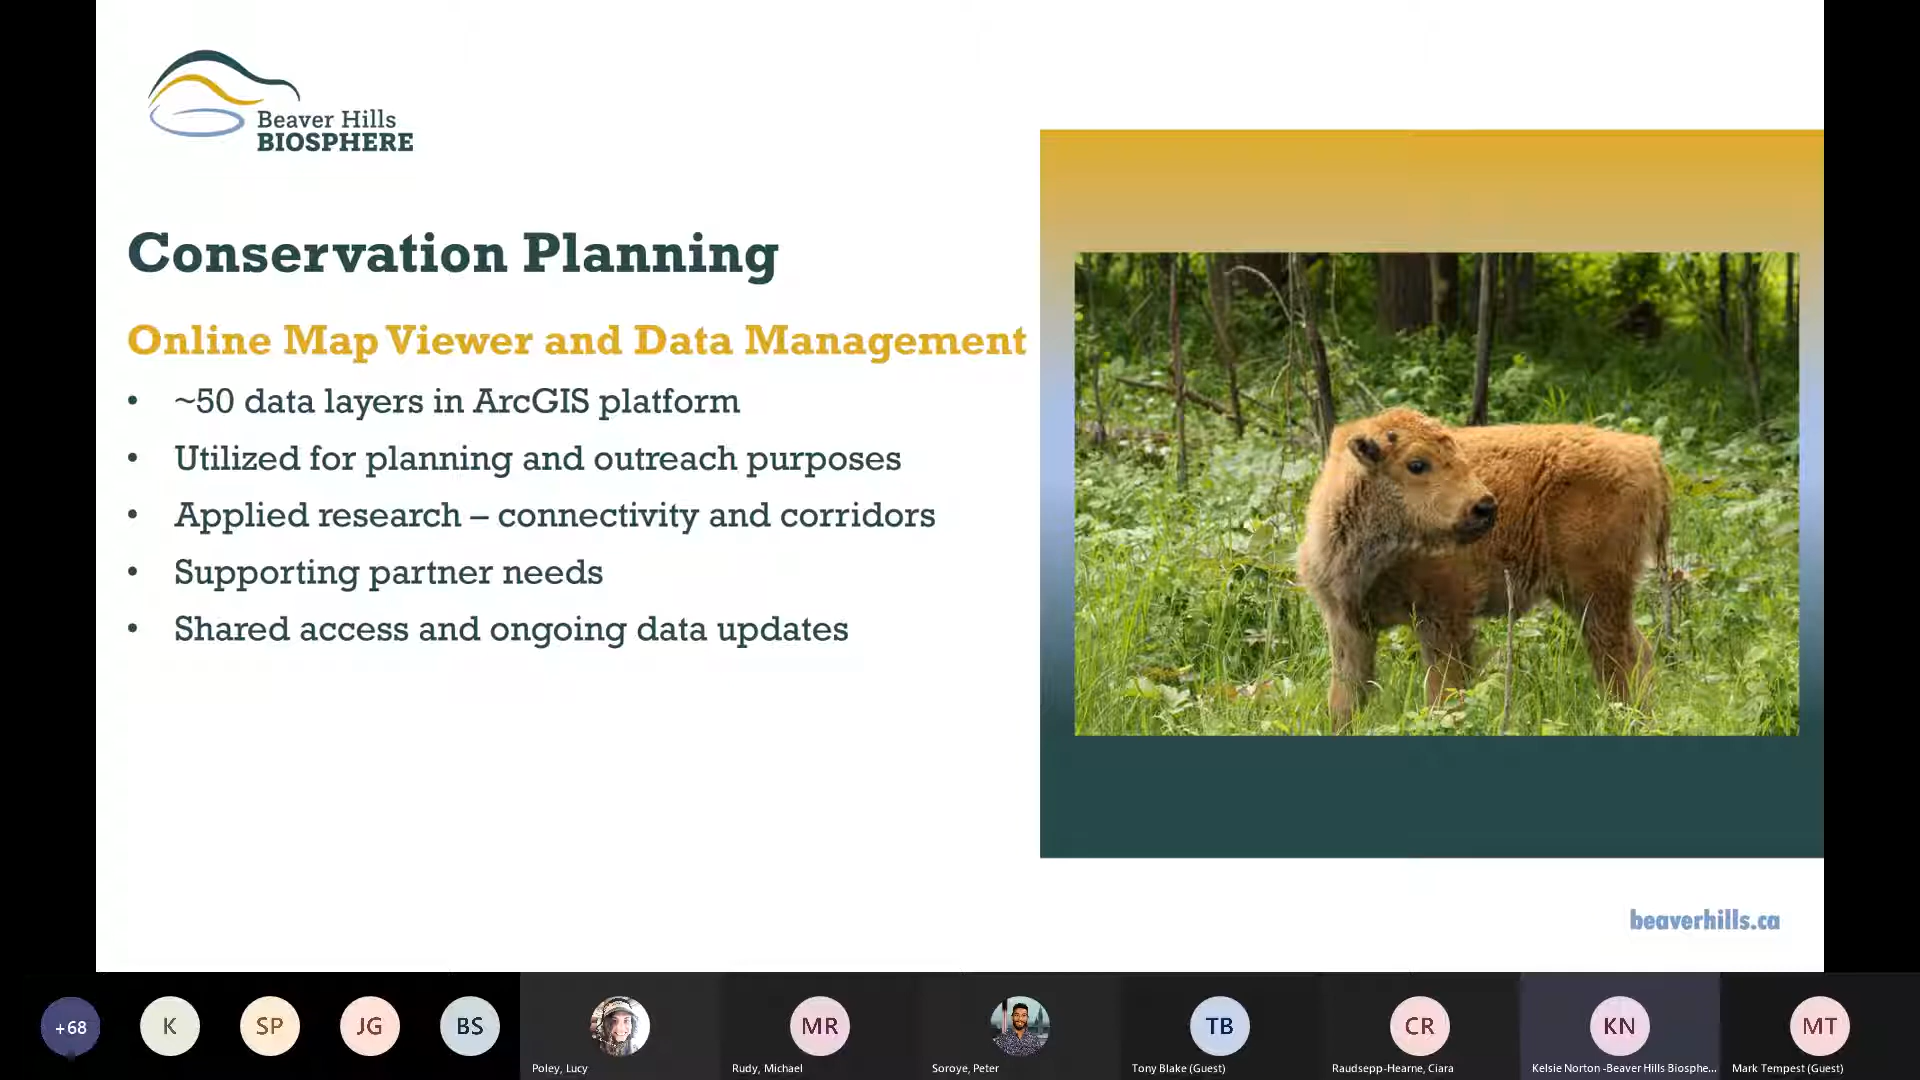 Beaver Hills
BIOSPHERE
Conservation Planning
Online Map Viewer and Data Management
• ~50 data layers in ArcGIS platform
• Utilized for planning and outreach purposes
• Applied research – connectivity and corridors
• Supporting partner needs
• Shared access and ongoing data updates
beaverhills.ca
+68
K
SP
JG
BS
Poley, Lucy
MR
Rudy, Michael
Soroye, Peter
TB
Tony Blake (Guest)
CR
Raudsepp-Hearne, Ciara
KN
Kelsie Norton -Beaver Hills Biosphe...
MT
Mark Tempest (Guest)